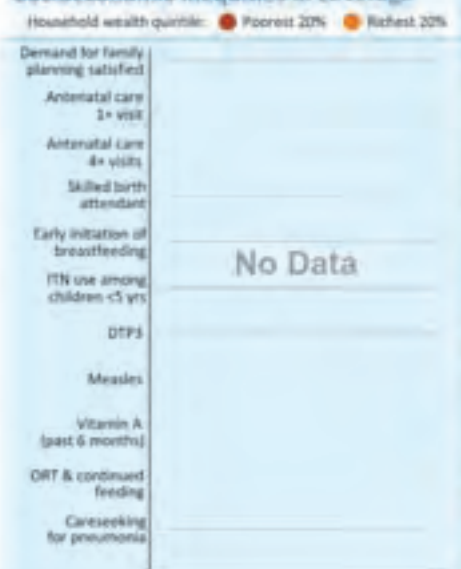 Household wealth quintile: Poorest 20% Richest 20%
Demand for family
planning satisfied
Antenatal care
1+ visit
Antenatal care
4+ visits
Skilled birth
attendant
Early initiation of
breastfeeding
No Data
ITN use among
children <5 yrs
DTP3
Measles
Vitamin A
(past 6 months)
ORT & continued
feeding
Careseeking
for pneumonia